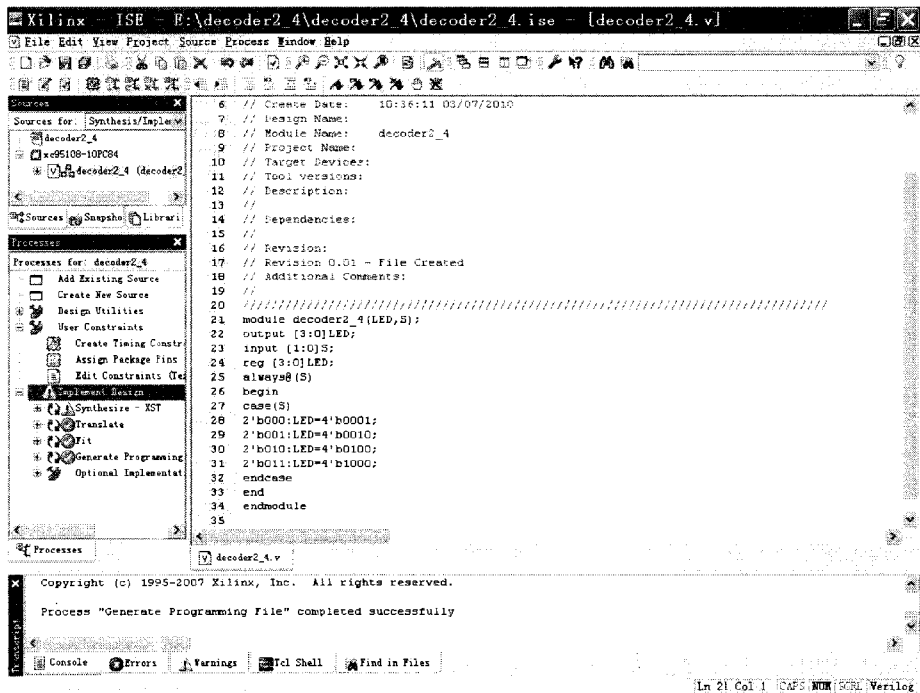 Xilinx - ISE - E:\decoder2_4\decoder2_4\decoder2_4.ise - [decoder2_4.v]
File Edit View Project Source Process Window Help
Sources
Sources for: Synthesis/Implem
decoder2_4
xc95108-10PC84
decoder2_4 (decoder2
Sources Snapsho Librari
Processes
Processes for: decoder2_4
Add Existing Source
Create New Source
Design Utilities
User Constraints
Create Timing Constr
Assign Package Pins
Edit Constraints (Te
Implement Design
Synthesize - XST
Translate
Fit
Generate Programming
Optional Implementat
Processes
6 // Create Date: 10:36:11 03/07/2010
7 // Design Name:
8 // Module Name: decoder2_4
9 // Project Name:
10 // Target Devices:
11 // Tool versions:
12 // Description:
13 //
14 // Dependencies:
15 //
16 // Revision:
17 // Revision 0.01 - File Created
18 // Additional Comments:
19 //
20 ////////////////////////////////////////////////////////////////////////////////
21 module decoder2_4(LED,S);
22 output [3:0]LED;
23 input [1:0]S;
24 reg [3:0]LED;
25 always@(S)
26 begin
27 case(S)
28 2'b000:LED=4'b0001;
29 2'b001:LED=4'b0010;
30 2'b010:LED=4'b0100;
31 2'b011:LED=4'b1000;
32 endcase
33 end
34 endmodule
35
decoder2_4.v
Copyright (c) 1995-2007 Xilinx, Inc. All rights reserved.
Process "Generate Programming File" completed successfully
Transcript
Console Errors Warnings Tcl Shell Find in Files
Ln 21 Col 1 CAPS NUM SCRL Verilog